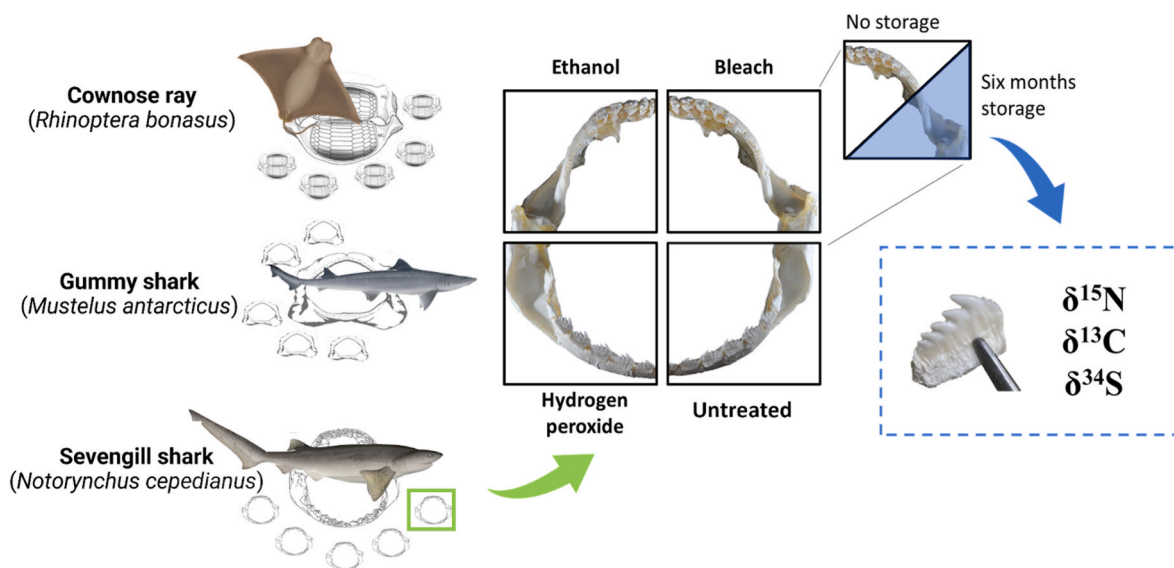 Cownose ray
(Rhinoptera bonasus)
Gummy shark
(Mustelus antarcticus)
Sevengill shark
(Notorynchus cepedianus)
Ethanol
Bleach
Hydrogen
peroxide
Untreated
No storage
Six months
storage
δ¹⁵N
δ¹³C
δ³⁴S